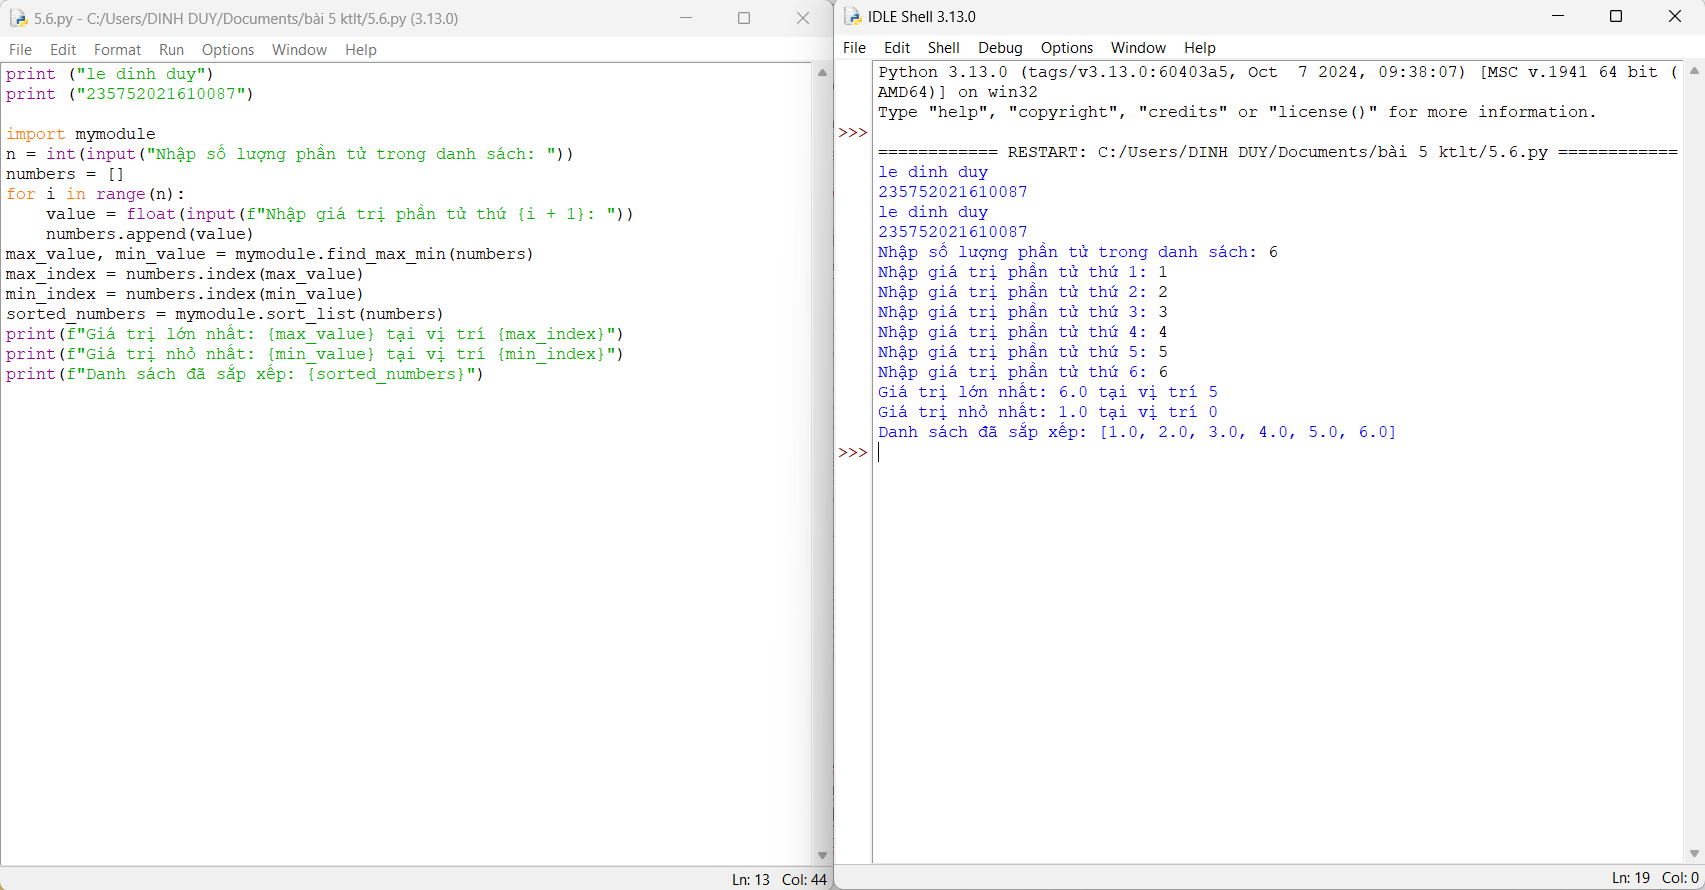 5.6.py - C:/Users/DINH DUY/Documents/bài 5 ktlt/5.6.py (3.13.0)
File Edit Format Run Options Window Help
print ("le dinh duy")
print ("235752021610087")
import mymodule
n = int(input("Nhập số lượng phần tử trong danh sách: "))
numbers = []
for i in range(n):
    value = float(input(f"Nhập giá trị phần tử thứ {i + 1}: "))
    numbers.append(value)
max_value, min_value = mymodule.find_max_min(numbers)
max_index = numbers.index(max_value)
min_index = numbers.index(min_value)
sorted_numbers = mymodule.sort_list(numbers)
print(f"Giá trị lớn nhất: {max_value} tại vị trí {max_index}")
print(f"Giá trị nhỏ nhất: {min_value} tại vị trí {min_index}")
print(f"Danh sách đã sắp xếp: {sorted_numbers}")
Ln: 13 Col: 44
IDLE Shell 3.13.0
File Edit Shell Debug Options Window Help
Python 3.13.0 (tags/v3.13.0:60403a5, Oct  7 2024, 09:38:07) [MSC v.1941 64 bit (
AMD64)] on win32
Type "help", "copyright", "credits" or "license()" for more information.
>>>
============ RESTART: C:/Users/DINH DUY/Documents/bài 5 ktlt/5.6.py ============
le dinh duy
235752021610087
le dinh duy
235752021610087
Nhập số lượng phần tử trong danh sách: 6
Nhập giá trị phần tử thứ 1: 1
Nhập giá trị phần tử thứ 2: 2
Nhập giá trị phần tử thứ 3: 3
Nhập giá trị phần tử thứ 4: 4
Nhập giá trị phần tử thứ 5: 5
Nhập giá trị phần tử thứ 6: 6
Giá trị lớn nhất: 6.0 tại vị trí 5
Giá trị nhỏ nhất: 1.0 tại vị trí 0
Danh sách đã sắp xếp: [1.0, 2.0, 3.0, 4.0, 5.0, 6.0]
>>>
Ln: 19 Col: 0